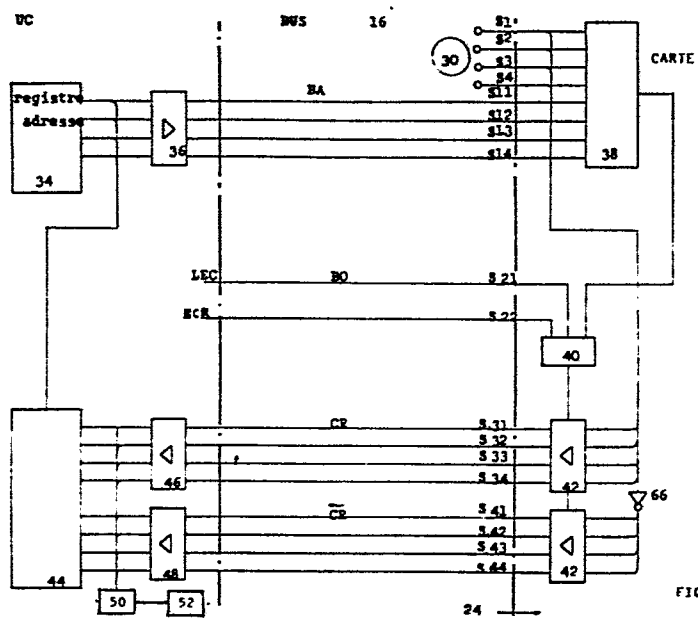 UC
BUS 16
S1
S2
30
S3
S4
CARTE
registre
adresse
BA
S11
S12
S13
S14
34
36
38
LEC
BO
S 21
ECR
S 22
40
CR
S 31
S 32
S 33
S 34
46
42
66
CR
S 41
S 42
S 43
S 44
44
48
42
50
52
24
FIG